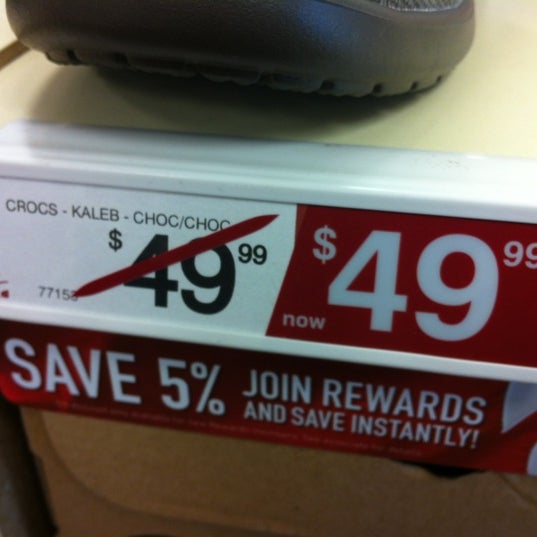 CROCS - KALEB - CHOC/CHOC
$49 99
77153
now $49 99
SAVE 5% JOIN REWARDS
AND SAVE INSTANTLY!